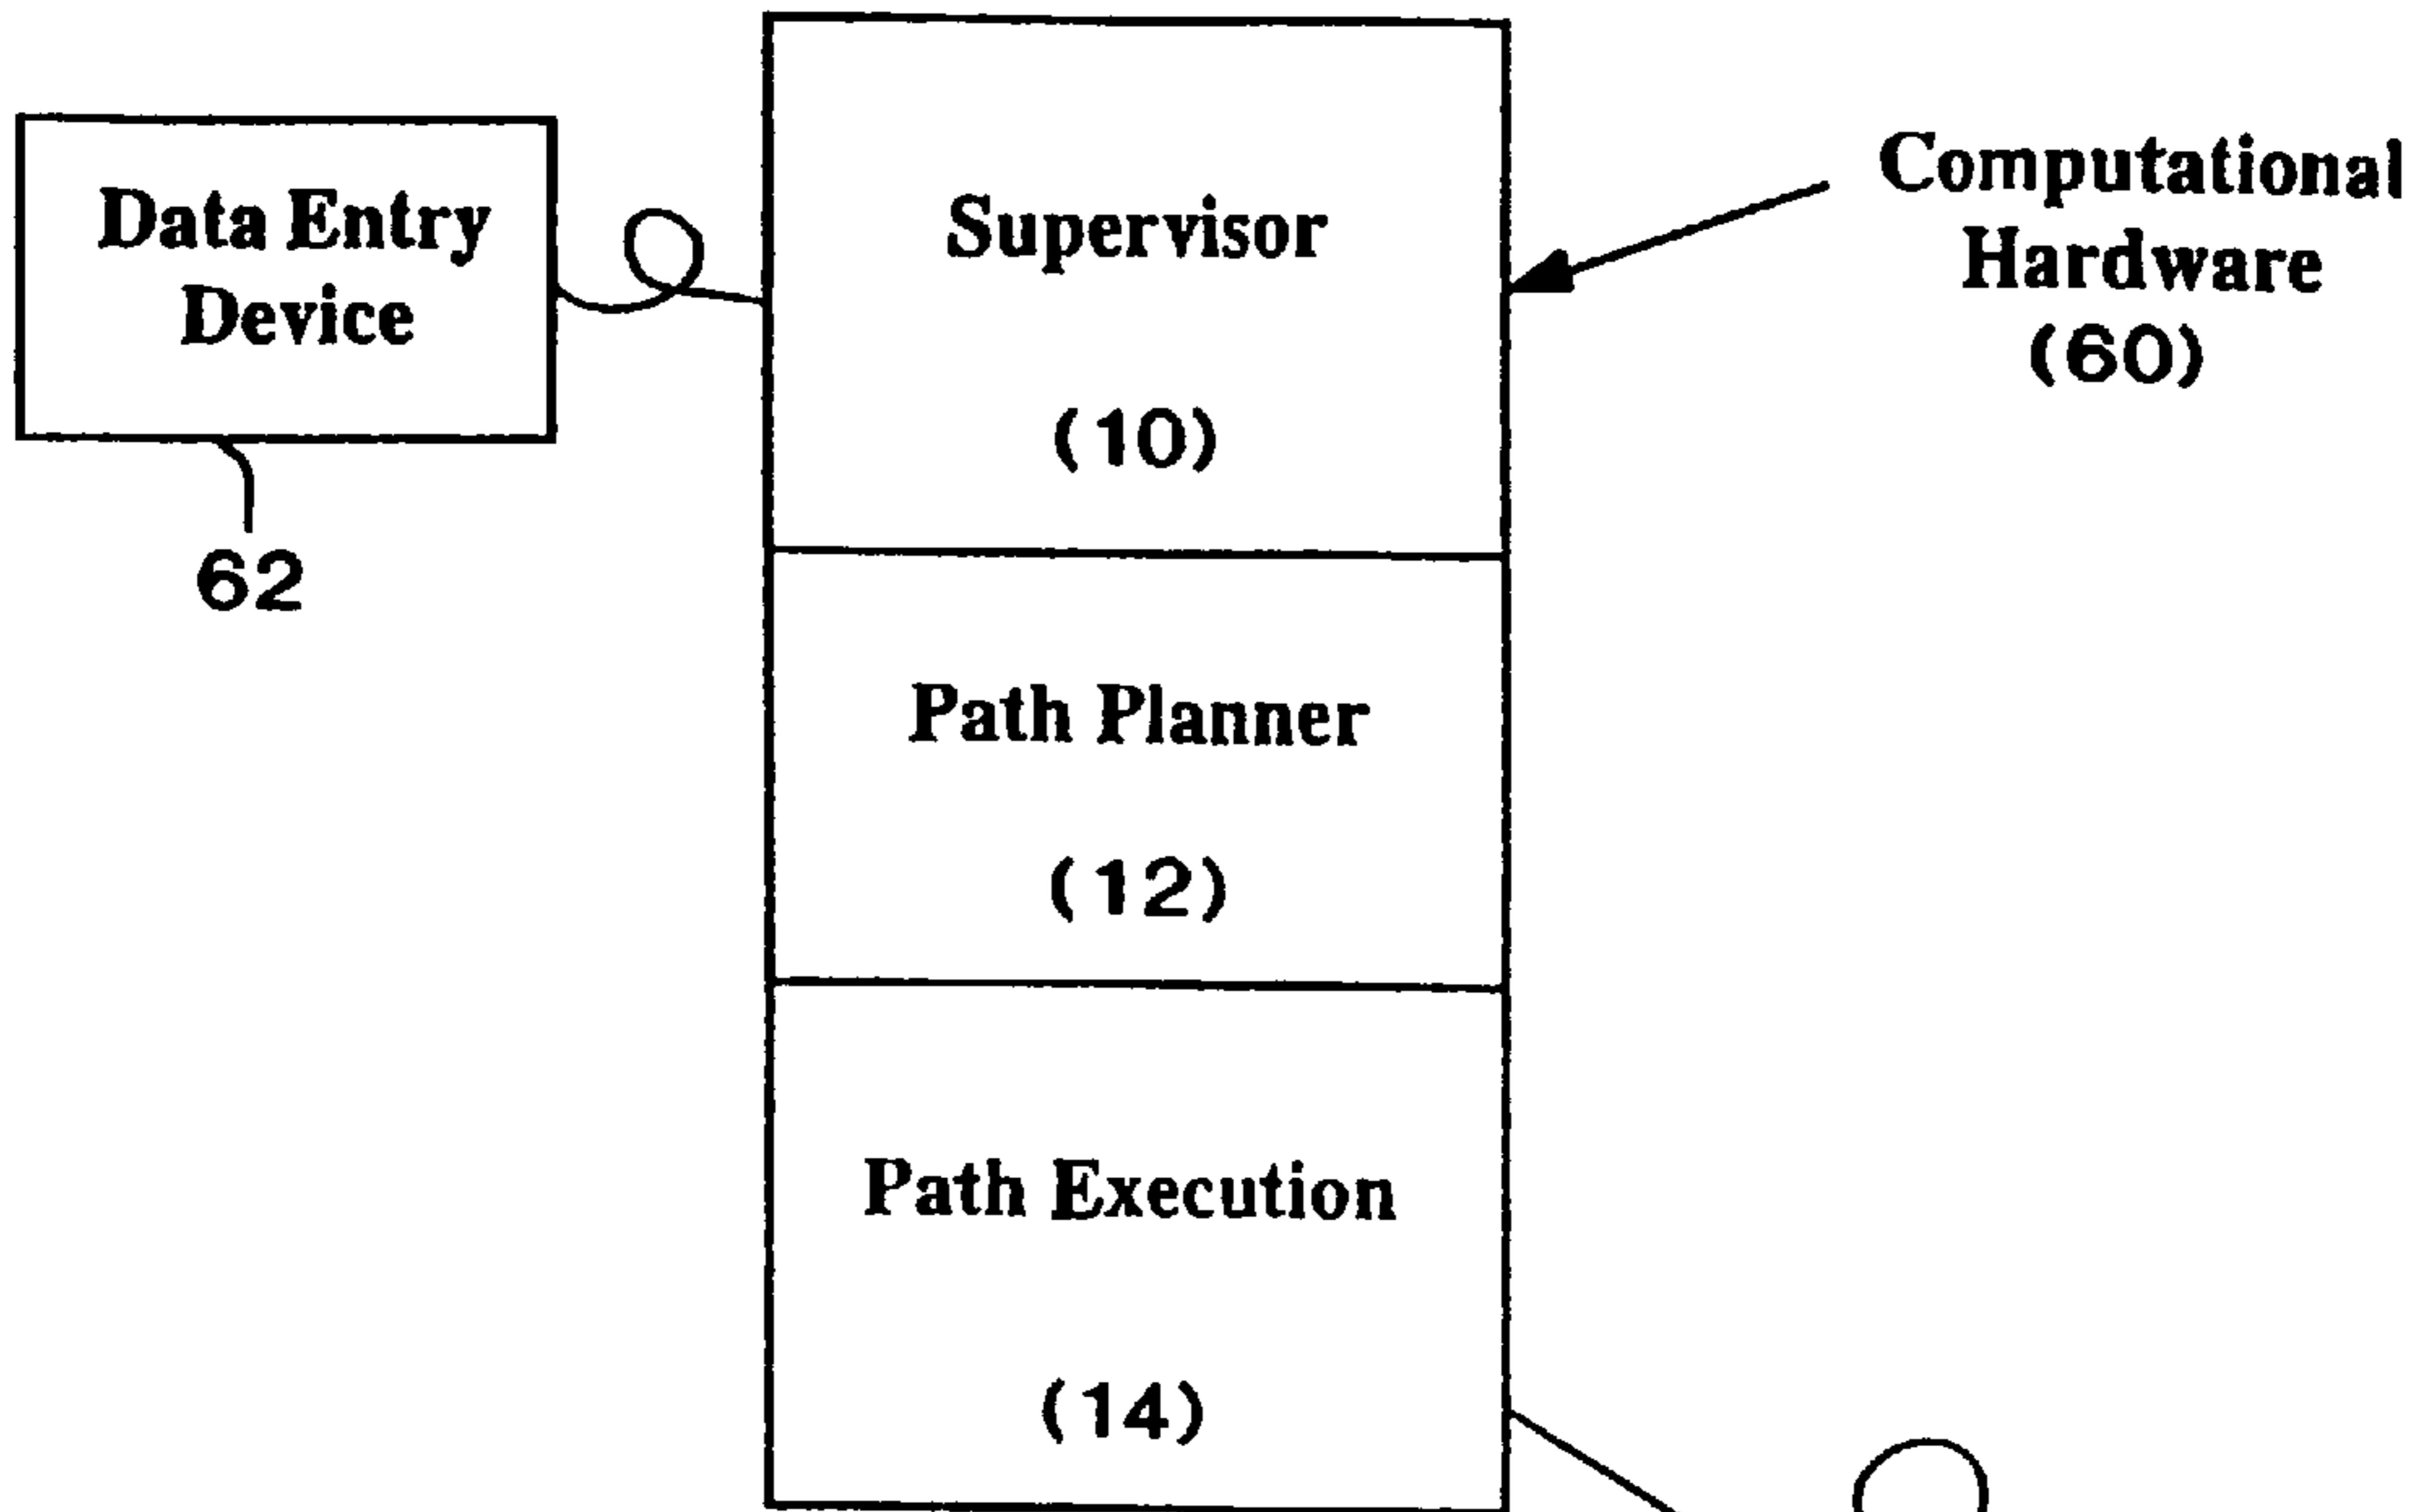 Data Entry
Device
62
Supervisor
(10)
Computational
Hardware
(60)
Path Planner
(12)
Path Execution
(14)